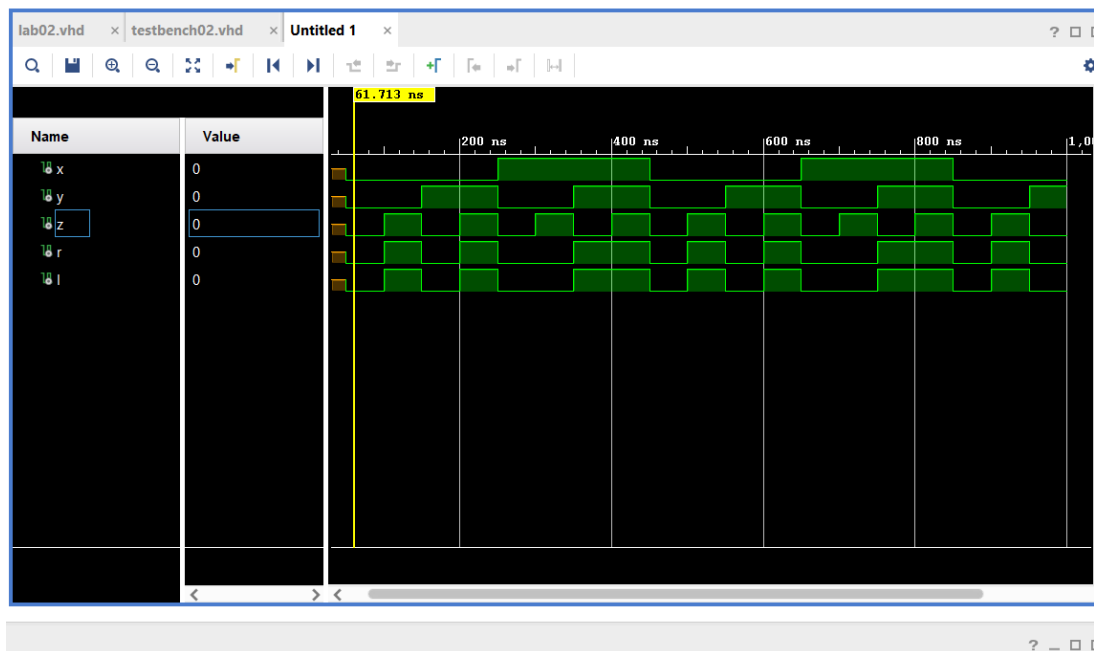 lab02.vhd × testbench02.vhd × Untitled 1 × ?
61.713 ns
Name Value
200 ns 400 ns 600 ns 800 ns
x 0
y 0
z 0
r 0
l 0
?